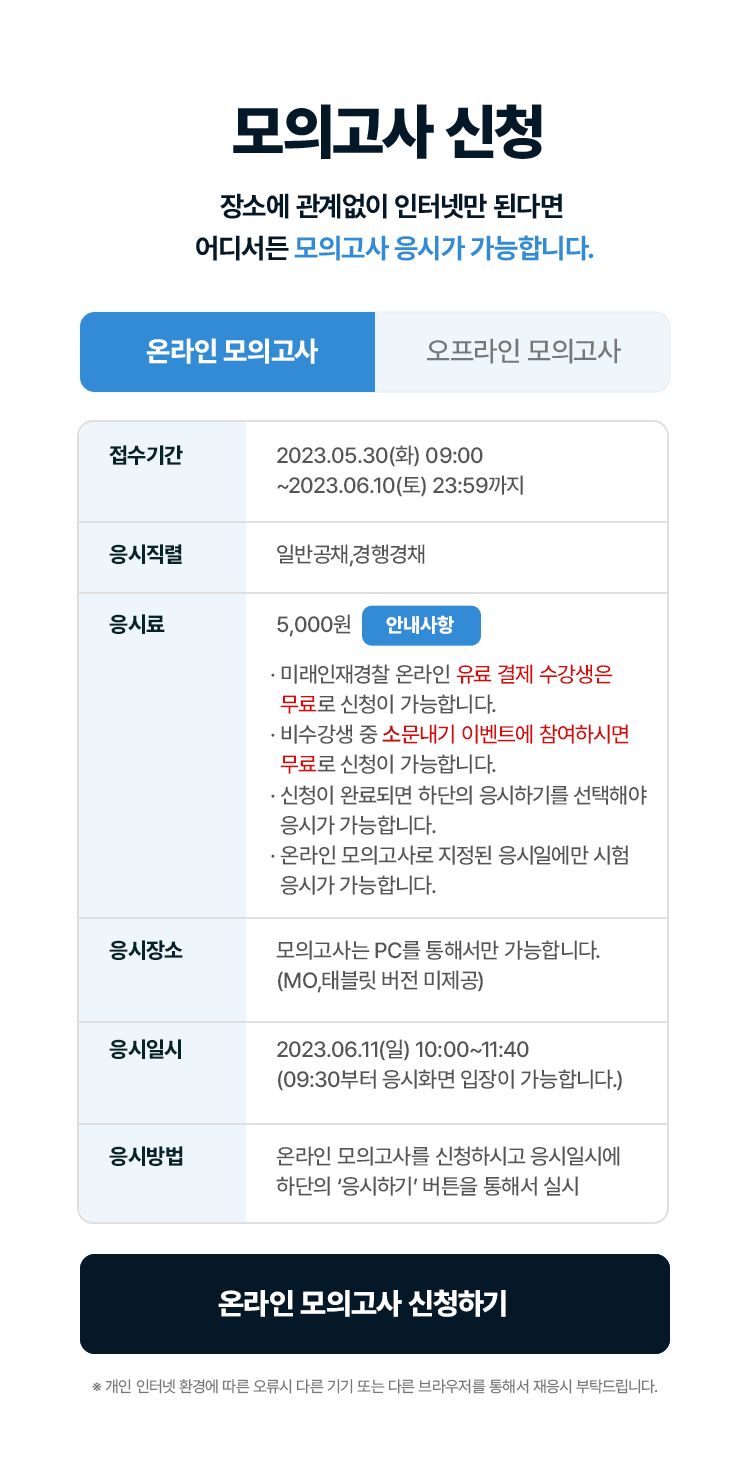 모의고사 신청
장소에 관계없이 인터넷만 된다면
어디서든 모의고사 응시가 가능합니다.
온라인 모의고사
오프라인 모의고사
접수기간
2023.05.30(화) 09:00
~2023.06.10(토) 23:59까지
응시직렬
일반공채,경행경채
응시료
5,000원
안내사항
· 미래인재경찰 온라인 유료 결제 수강생은
무료로 신청이 가능합니다.
· 비수강생 중 소문내기 이벤트에 참여하시면
무료로 신청이 가능합니다.
· 신청이 완료되면 하단의 응시하기를 선택해야
응시가 가능합니다.
· 온라인 모의고사로 지정된 응시일에만 시험
응시가 가능합니다.
응시장소
모의고사는 PC를 통해서만 가능합니다.
(MO,태블릿 버전 미제공)
응시일시
2023.06.11(일) 10:00~11:40
(09:30부터 응시화면 입장이 가능합니다.)
응시방법
온라인 모의고사를 신청하시고 응시일시에
하단의 ‘응시하기’ 버튼을 통해서 실시
온라인 모의고사 신청하기
※ 개인 인터넷 환경에 따른 오류시 다른 기기 또는 다른 브라우저를 통해서 재응시 부탁드립니다.